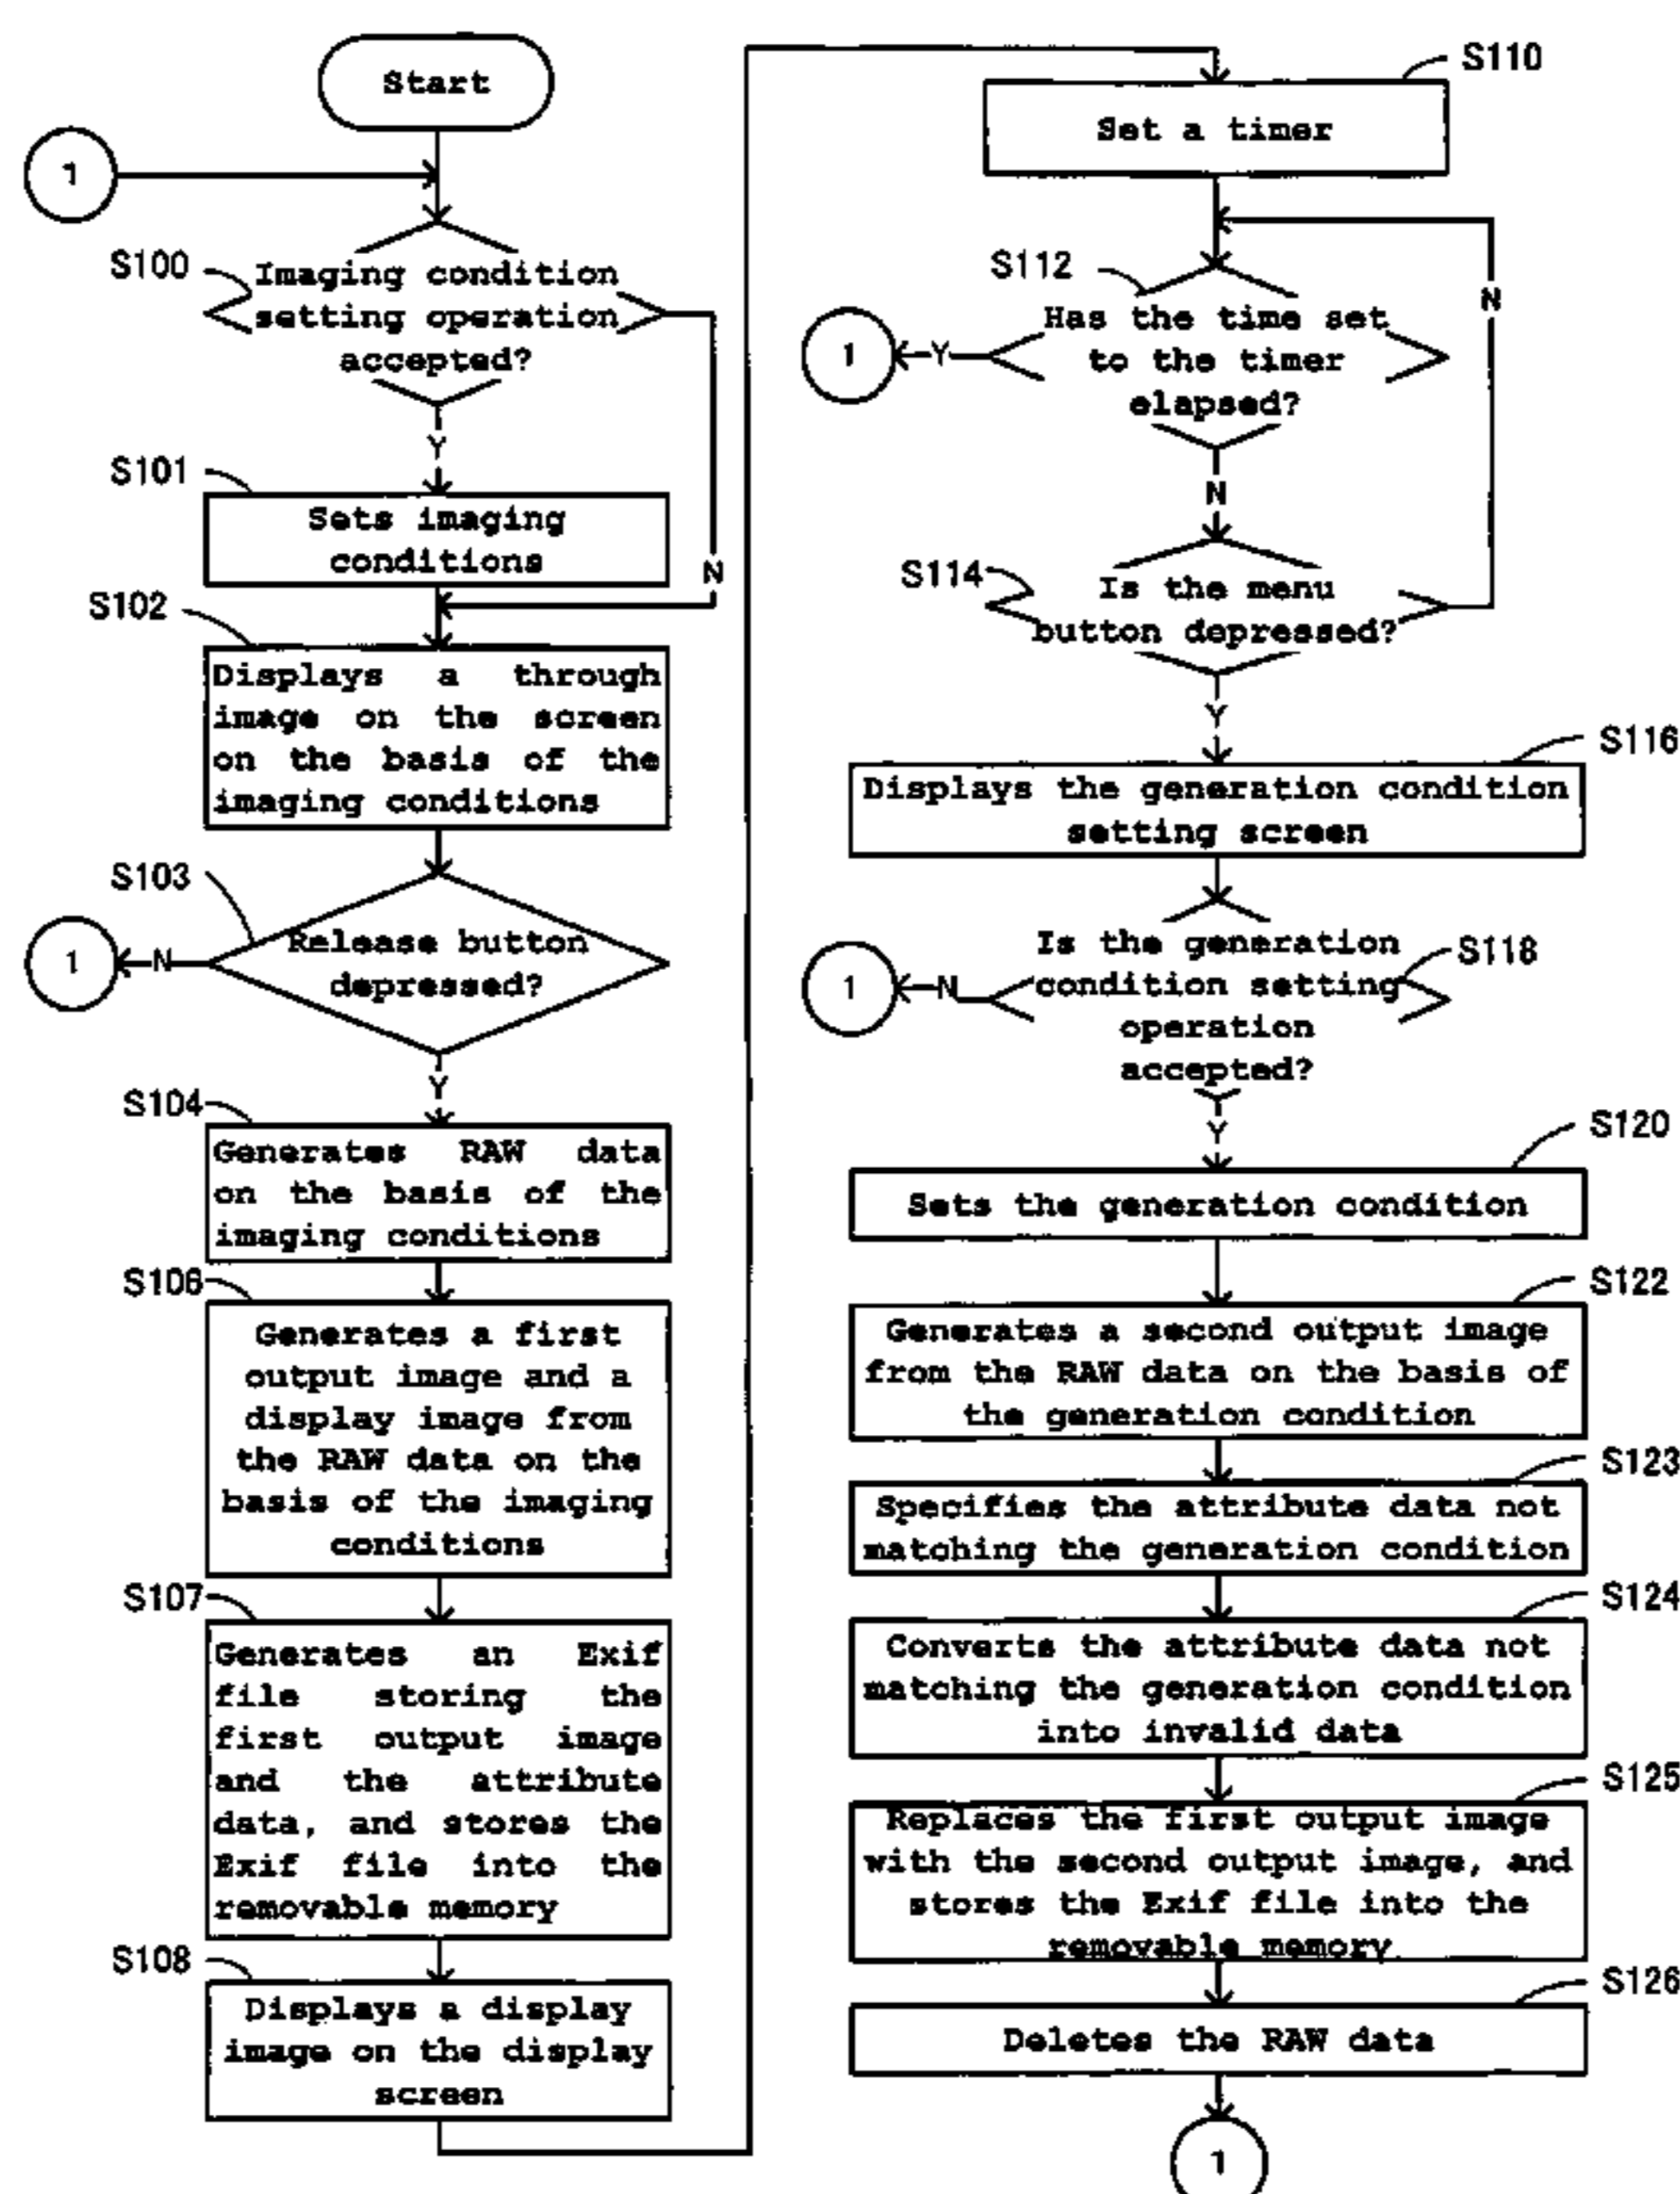 Start
1
S100
Imaging condition
setting operation
accepted?
Y
N
S101
Sets imaging
conditions
S102
Displays a through
image on the screen
on the basis of the
imaging conditions
S103
Release button
depressed?
1
N
Y
S104
Generates RAW data
on the basis of the
imaging conditions
S106
Generates a first
output image and a
display image from
the RAW data on the
basis of the imaging
conditions
S107
Generates an Exif
file storing the
first output image
and the attribute
data, and stores the
Exif file into the
removable memory
S108
Displays a display
image on the display
screen
S110
Set a timer
S112
Has the time set
to the timer
elapsed?
1
Y
N
N
S114
Is the menu
button depressed?
Y
S116
Displays the generation condition
setting screen
S118
Is the generation
condition setting
operation
accepted?
1
N
Y
S120
Sets the generation condition
S122
Generates a second output image
from the RAW data on the basis of
the generation condition
S123
Specifies the attribute data not
matching the generation condition
S124
Converts the attribute data not
matching the generation condition
into invalid data
S125
Replaces the first output image
with the second output image, and
stores the Exif file into the
removable memory
S126
Deletes the RAW data
1